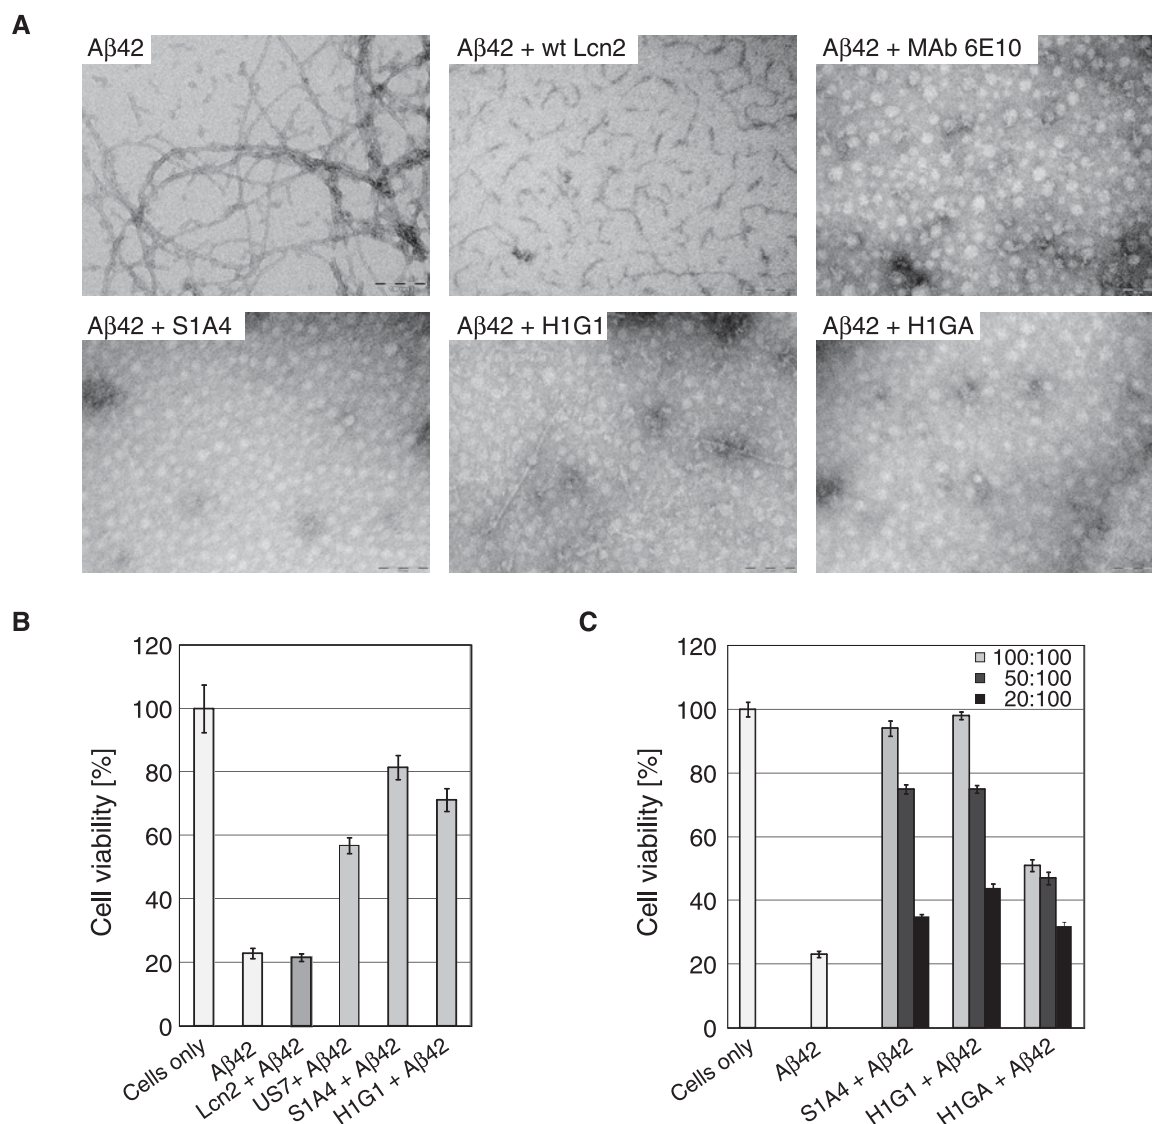 A
Aβ42
Aβ42 + wt Lcn2
Aβ42 + MAb 6E10
Aβ42 + S1A4
Aβ42 + H1G1
Aβ42 + H1GA
B
Cell viability [%]
120
100
80
60
40
20
0
Cells only
Aβ42
Lcn2 + Aβ42
US7+ Aβ42
S1A4 + Aβ42
H1G1 + Aβ42
C
Cell viability [%]
120
100
80
60
40
20
0
100:100
50:100
20:100
Cells only
Aβ42
S1A4 + Aβ42
H1G1 + Aβ42
H1GA + Aβ42